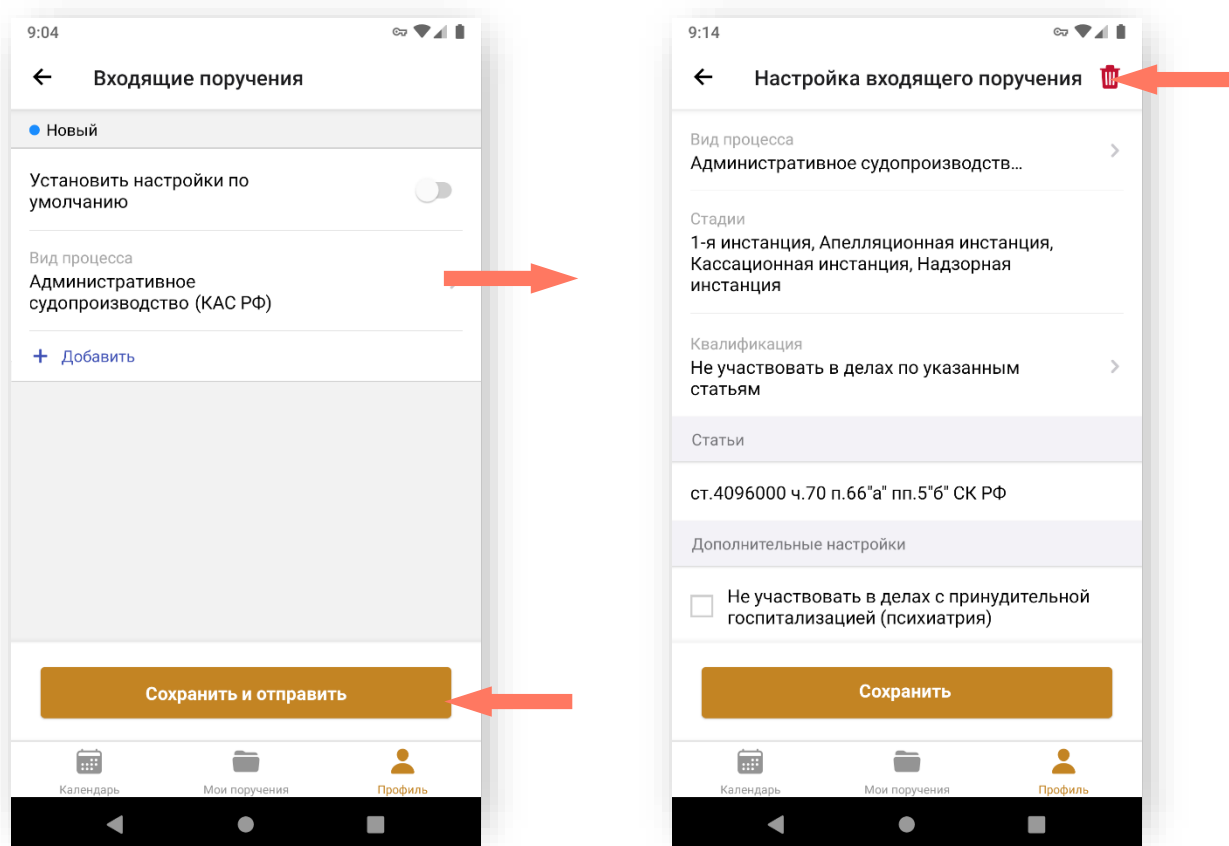 9:04
Входящие поручения
Новый
Установить настройки по
умолчанию
Вид процесса
Административное
судопроизводство (КАС РФ)
+ Добавить
Сохранить и отправить
Календарь
Мои поручения
Профиль
9:14
Настройка входящего поручения
Вид процесса
Административное судопроизводств...
Стадии
1-я инстанция, Апелляционная инстанция,
Кассационная инстанция, Надзорная
инстанция
Квалификация
Не участвовать в делах по указанным
статьям
Статьи
ст.4096000 ч.70 п.66"а" пп.5"б" СК РФ
Дополнительные настройки
Не участвовать в делах с принудительной
госпитализацией (психиатрия)
Сохранить
Календарь
Мои поручения
Профиль